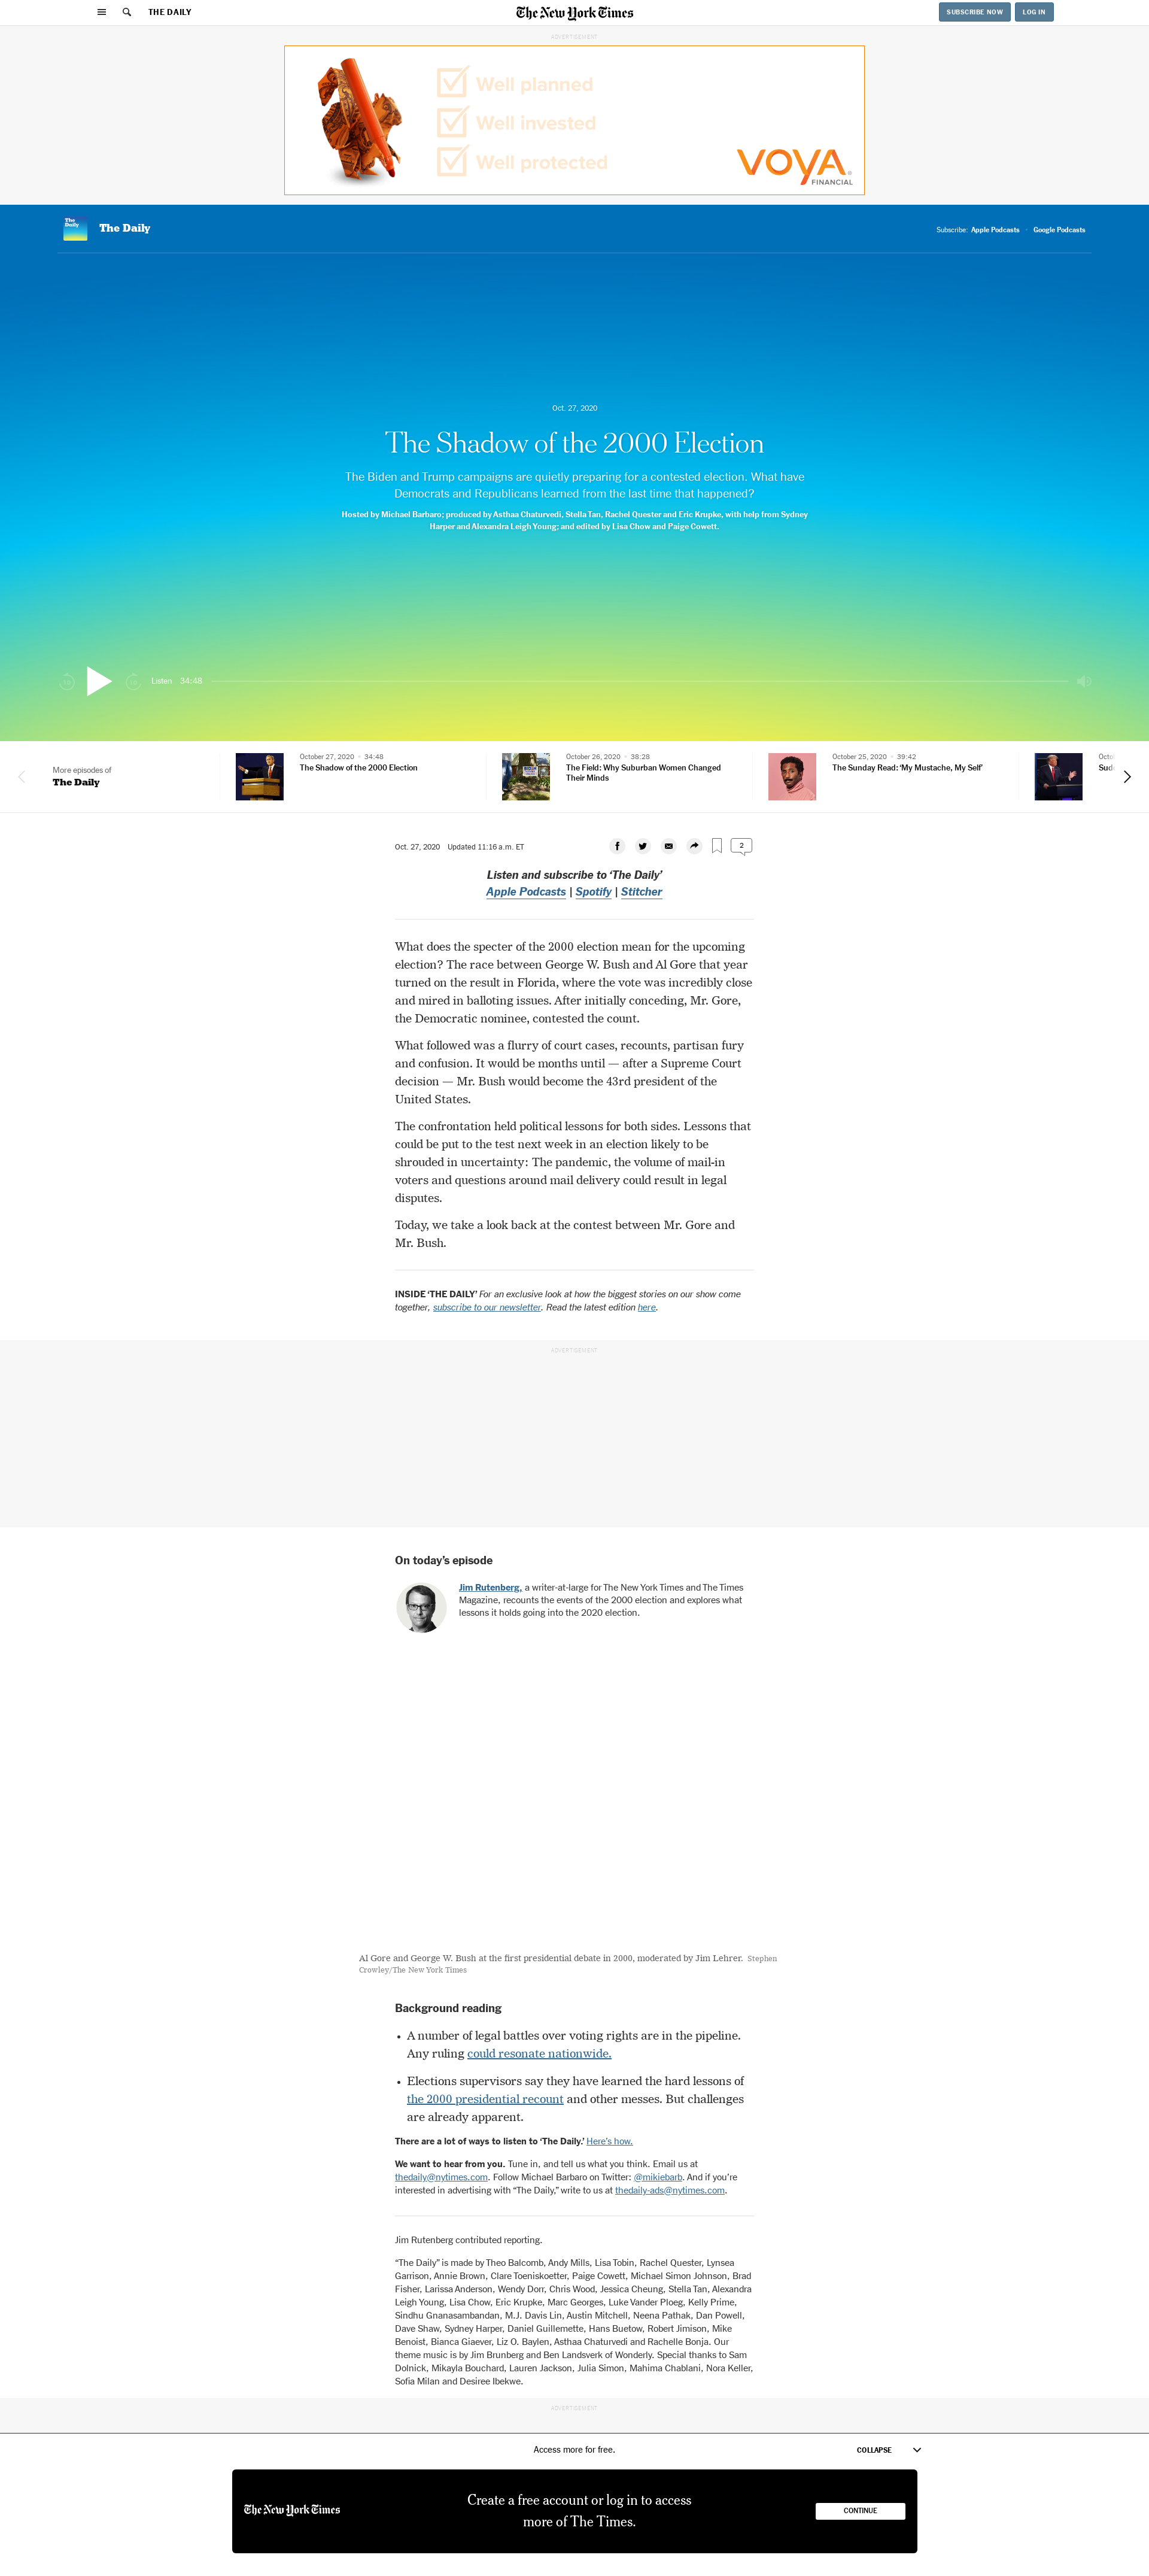 THE DAILY
The New York Times
SUBSCRIBE NOW
LOG IN
ADVERTISEMENT
Well planned
Well invested
Well protected
VOYA
FINANCIAL
The Daily
The Daily
Subscribe: Apple Podcasts · Google Podcasts
Oct. 27, 2020
The Shadow of the 2000 Election
The Biden and Trump campaigns are quietly preparing for a contested election. What have
Democrats and Republicans learned from the last time that happened?
Hosted by Michael Barbaro; produced by Asthaa Chaturvedi, Stella Tan, Rachel Quester and Eric Krupke, with help from Sydney
Harper and Alexandra Leigh Young; and edited by Lisa Chow and Paige Cowett.
Listen 34:48
More episodes of
The Daily
October 27, 2020 • 34:48
The Shadow of the 2000 Election
October 26, 2020 • 38:28
The Field: Why Suburban Women Changed
Their Minds
October 25, 2020 • 39:42
The Sunday Read: ‘My Mustache, My Self’
Oct. 27, 2020 Updated 11:16 a.m. ET
2
Listen and subscribe to ‘The Daily’
Apple Podcasts | Spotify | Stitcher
What does the specter of the 2000 election mean for the upcoming
election? The race between George W. Bush and Al Gore that year
turned on the result in Florida, where the vote was incredibly close
and mired in balloting issues. After initially conceding, Mr. Gore,
the Democratic nominee, contested the count.
What followed was a flurry of court cases, recounts, partisan fury
and confusion. It would be months until — after a Supreme Court
decision — Mr. Bush would become the 43rd president of the
United States.
The confrontation held political lessons for both sides. Lessons that
could be put to the test next week in an election likely to be
shrouded in uncertainty: The pandemic, the volume of mail-in
voters and questions around mail delivery could result in legal
disputes.
Today, we take a look back at the contest between Mr. Gore and
Mr. Bush.
INSIDE ‘THE DAILY’ For an exclusive look at how the biggest stories on our show come
together, subscribe to our newsletter. Read the latest edition here.
ADVERTISEMENT
On today’s episode
Jim Rutenberg, a writer-at-large for The New York Times and The Times
Magazine, recounts the events of the 2000 election and explores what
lessons it holds going into the 2020 election.
Al Gore and George W. Bush at the first presidential debate in 2000, moderated by Jim Lehrer. Stephen
Crowley/The New York Times
Background reading
• A number of legal battles over voting rights are in the pipeline.
Any ruling could resonate nationwide.
• Elections supervisors say they have learned the hard lessons of
the 2000 presidential recount and other messes. But challenges
are already apparent.
There are a lot of ways to listen to ‘The Daily.’ Here’s how.
We want to hear from you. Tune in, and tell us what you think. Email us at
thedaily@nytimes.com. Follow Michael Barbaro on Twitter: @mikiebarb. And if you’re
interested in advertising with “The Daily,” write to us at thedaily-ads@nytimes.com.
Jim Rutenberg contributed reporting.
“The Daily” is made by Theo Balcomb, Andy Mills, Lisa Tobin, Rachel Quester, Lynsea
Garrison, Annie Brown, Clare Toeniskoetter, Paige Cowett, Michael Simon Johnson, Brad
Fisher, Larissa Anderson, Wendy Dorr, Chris Wood, Jessica Cheung, Stella Tan, Alexandra
Leigh Young, Lisa Chow, Eric Krupke, Marc Georges, Luke Vander Ploeg, Kelly Prime,
Sindhu Gnanasambandan, M.J. Davis Lin, Austin Mitchell, Neena Pathak, Dan Powell,
Dave Shaw, Sydney Harper, Daniel Guillemette, Hans Buetow, Robert Jimison, Mike
Benoist, Bianca Giaever, Liz O. Baylen, Asthaa Chaturvedi and Rachelle Bonja. Our
theme music is by Jim Brunberg and Ben Landsverk of Wonderly. Special thanks to Sam
Dolnick, Mikayla Bouchard, Lauren Jackson, Julia Simon, Mahima Chablani, Nora Keller,
Sofia Milan and Desiree Ibekwe.
ADVERTISEMENT
Access more for free.
COLLAPSE
The New York Times
Create a free account or log in to access
more of The Times.
CONTINUE